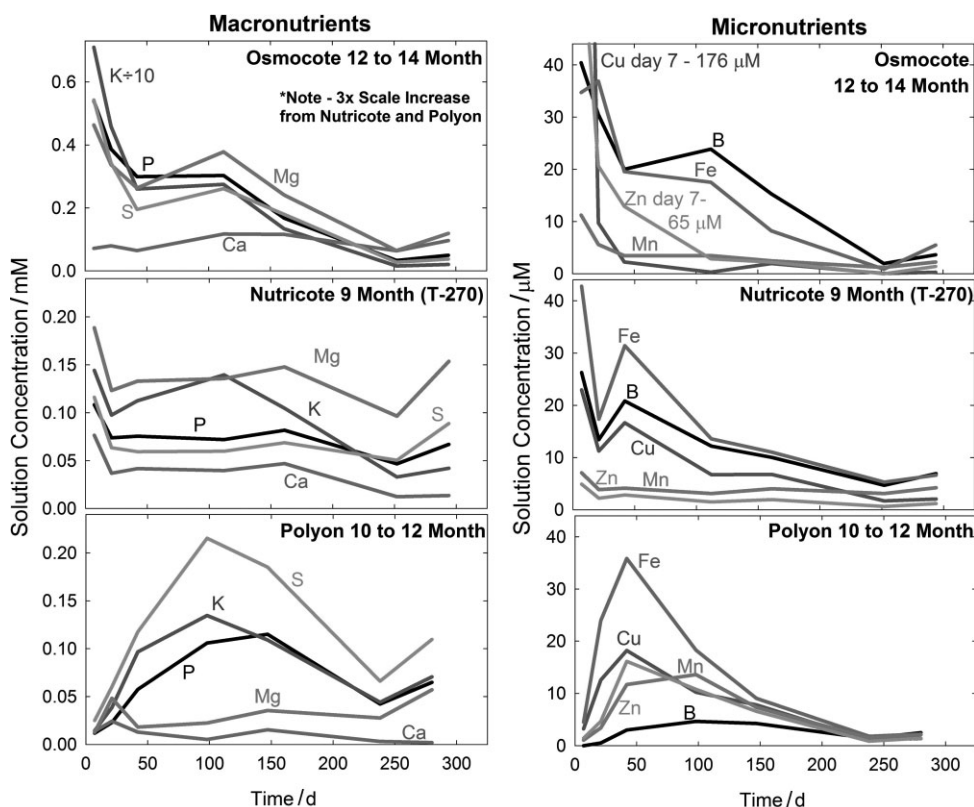 Macronutrients
Micronutrients
Osmocote 12 to 14 Month
*Note - 3x Scale Increase
from Nutricote and Polyon
K÷10
P
Mg
S
Ca
0.6
0.4
0.2
0.0
Cu day 7 - 176 µM
Osmocote
12 to 14 Month
B
Fe
Zn day 7-
65 µM
Mn
40
30
20
10
0
Nutricote 9 Month (T-270)
Mg
K
P
S
Ca
0.20
0.15
0.10
0.05
0.00
Nutricote 9 Month (T-270)
Fe
B
Cu
Zn
Mn
40
30
20
10
0
Polyon 10 to 12 Month
S
K
P
Mg
Ca
0.20
0.15
0.10
0.05
0.00
Polyon 10 to 12 Month
Fe
Cu
Mn
Zn
B
40
30
20
10
0
Solution Concentration / mM
Solution Concentration / µM
0 50 100 150 200 250 300
0 50 100 150 200 250 300
Time / d
Time / d